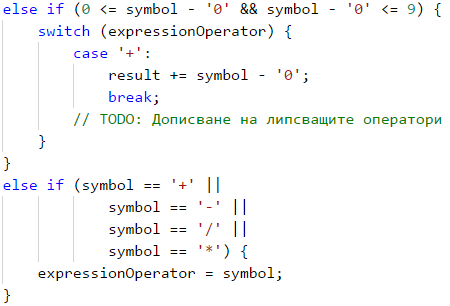 else if (0 <= symbol - '0' && symbol - '0' <= 9) {
    switch (expressionOperator) {
        case '+':
            result += symbol - '0';
            break;
        // TODO: Дописване на липсващите оператори
    }
}
else if (symbol == '+' ||
            symbol == '-' ||
            symbol == '/' ||
            symbol == '*') {
    expressionOperator = symbol;
}